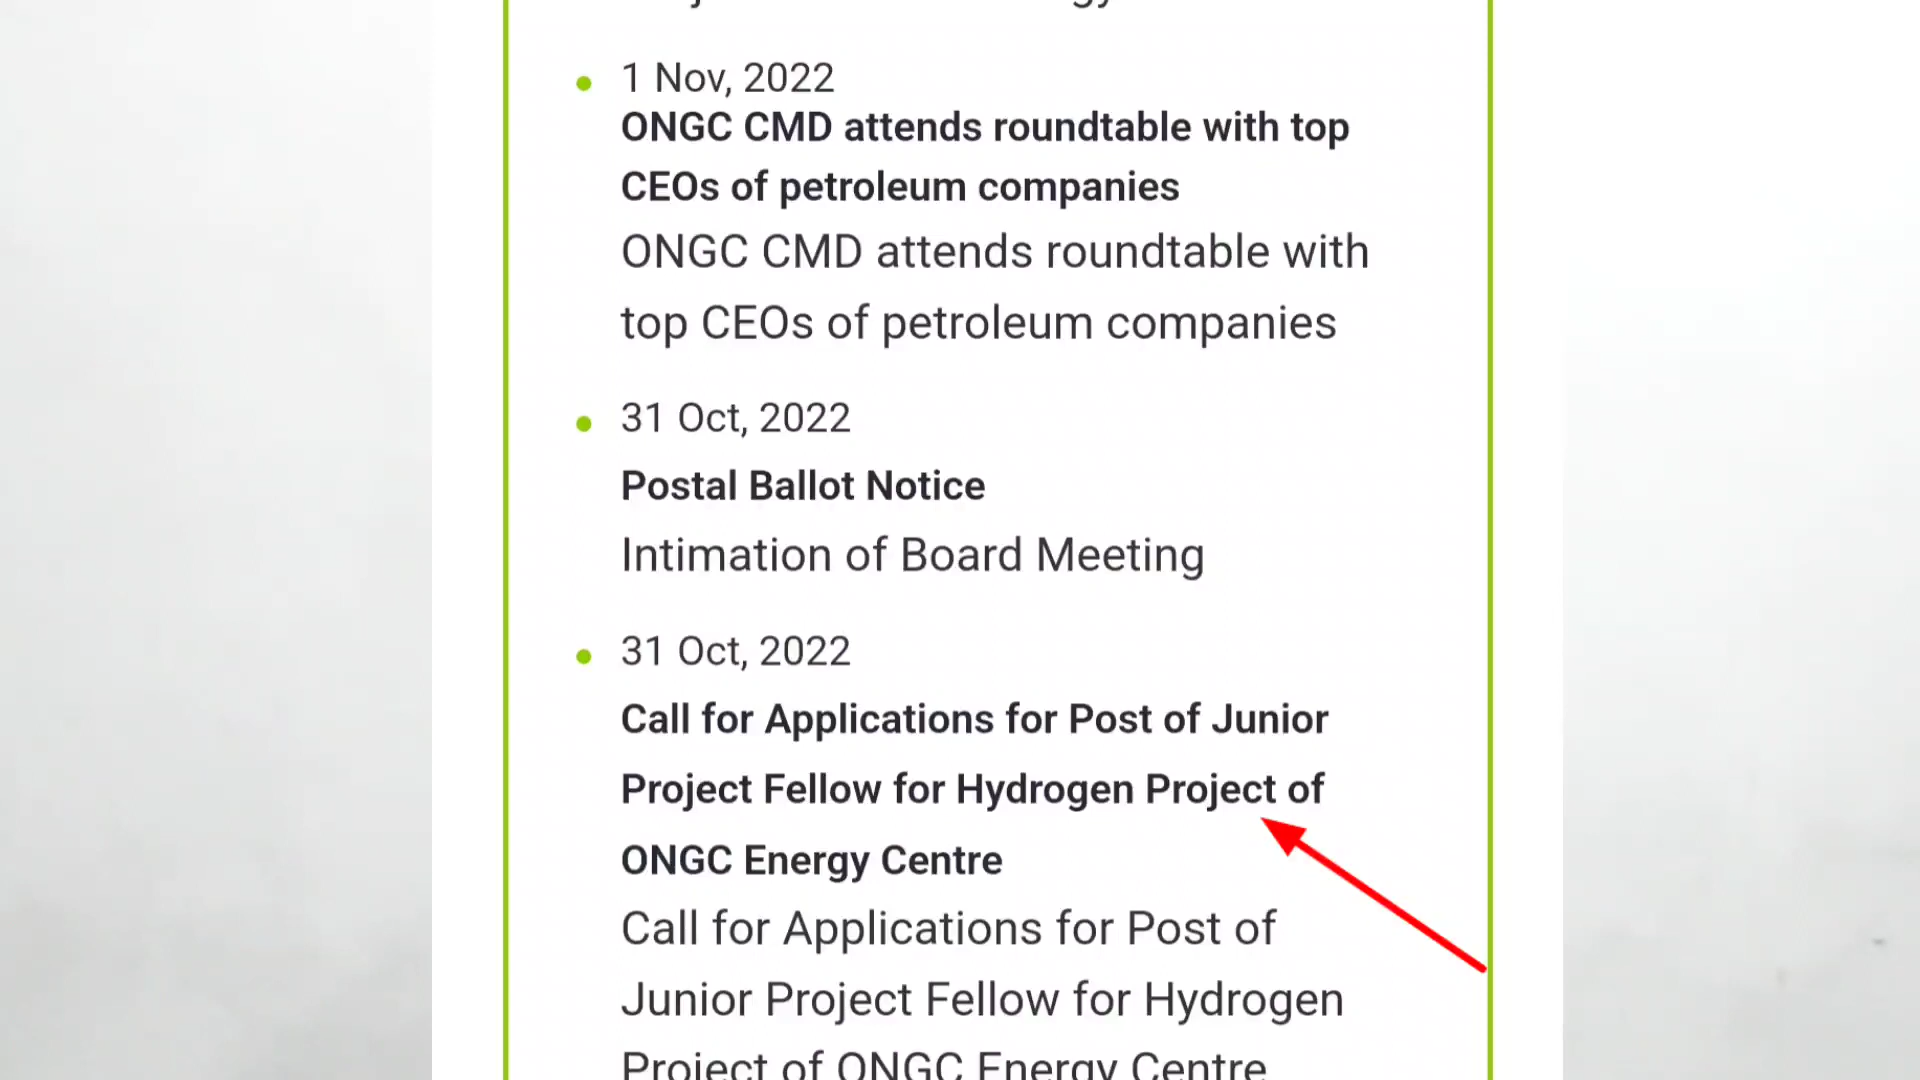 1 Nov, 2022
ONGC CMD attends roundtable with top
CEOs of petroleum companies
ONGC CMD attends roundtable with
top CEOs of petroleum companies
31 Oct, 2022
Postal Ballot Notice
Intimation of Board Meeting
31 Oct, 2022
Call for Applications for Post of Junior
Project Fellow for Hydrogen Project of
ONGC Energy Centre
Call for Applications for Post of
Junior Project Fellow for Hydrogen
Project of ONGC Energy Centre